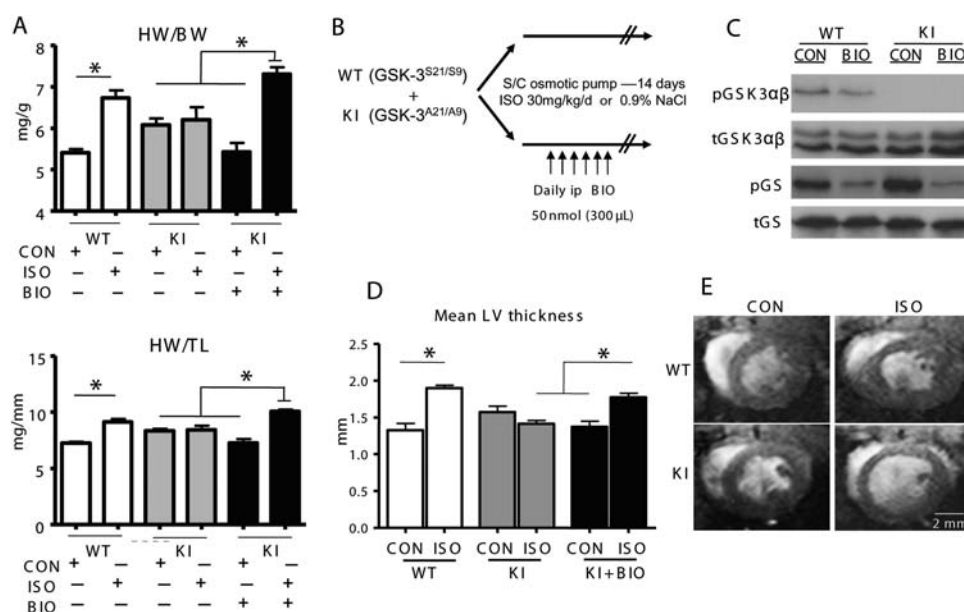 A
HW/BW
*
*
mg/g
8
7
6
5
4
WT
KI
KI
CON + − + − + −
ISO − + − + − +
BIO − − − − + +
HW/TL
*
*
mg/mm
15
10
5
0
WT
KI
KI
CON + − + − + −
ISO − + − + − +
BIO − − − − + +
B
WT (GSK-3S21/S9)
+
KI (GSK-3A21/A9)
S/C osmotic pump —14 days
ISO 30mg/kg/d or 0.9% NaCl
Daily ip BIO
50 nmol (300 µL)
C
WT KI
CON BIO CON BIO
pGSK3αβ
tGSK3αβ
pGS
tGS
D
Mean LV thickness
*
*
mm
2.5
2.0
1.5
1.0
0.0
CON ISO CON ISO CON ISO
WT KI KI+BIO
E
CON ISO
WT
KI
2 mm